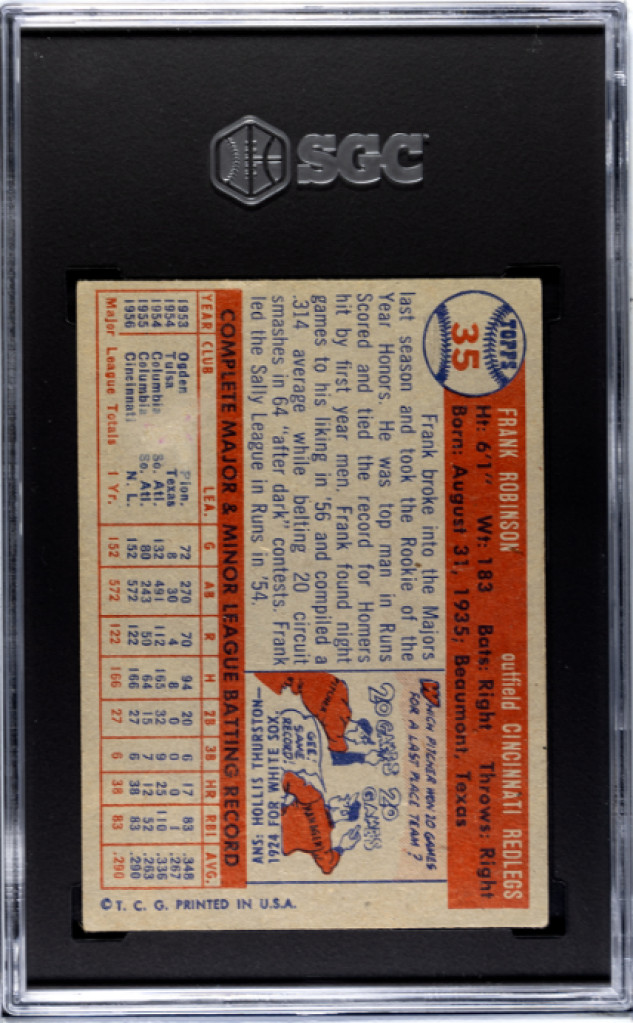 SGC
TOPPS
35
FRANK ROBINSON outfield CINCINNATI REDLEGS
Ht: 6'1" Wt: 183 Bats: Right Throws: Right
Born: August 31, 1935; Beaumont, Texas
Frank broke into the Majors
last season and took the Rookie of the
Year Honors. He was top man in Runs
Scored and tied the record for Homers
hit by first year men. Frank found night
games to his liking in '56 and compiled a
.314 average while belting 20 circuit
smashes in 64 "after dark" contests. Frank
led the Sally League in Runs in '54.
WHICH PITCHER WON 20 GAMES
FOR A LAST PLACE TEAM?
20 GAMES 20 GAMES
GEE,
SAME
RECORD!
PITCHER
MANAGER
ANS: HOLLIS THURSTON—
1924 FOR WHITE SOX
COMPLETE MAJOR & MINOR LEAGUE BATTING RECORD
YEAR CLUB LEA. G AB R H 2B 3B HR RBI AVG.
1953 Ogden Pion. 72 270 70 94 20 6 17 83 .348
1954 Tulsa Texas 8 30 4 8 0 0 0 1 .267
1954 Columbia So. Atl. 132 491 112 165 32 9 25 110 .336
1955 Columbia So. Atl. 80 243 50 64 15 7 12 52 .263
1956 Cincinnati N. L. 152 572 122 166 27 6 38 83 .290
Major League Totals 1 Yr. 152 572 122 166 27 6 38 83 .290
© T. C. G. PRINTED IN U.S.A.